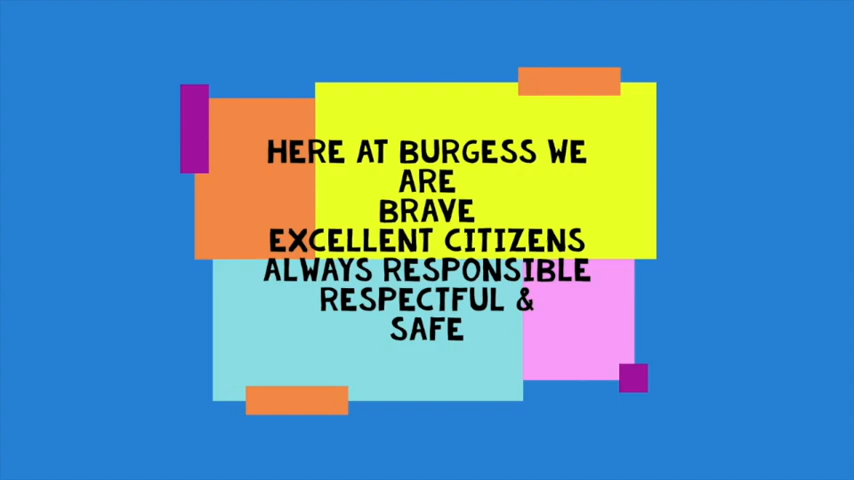 HERE AT BURGESS WE
ARE
BRAVE
EXCELLENT CITIZENS
ALWAYS RESPONSIBLE
RESPECTFUL &
SAFE